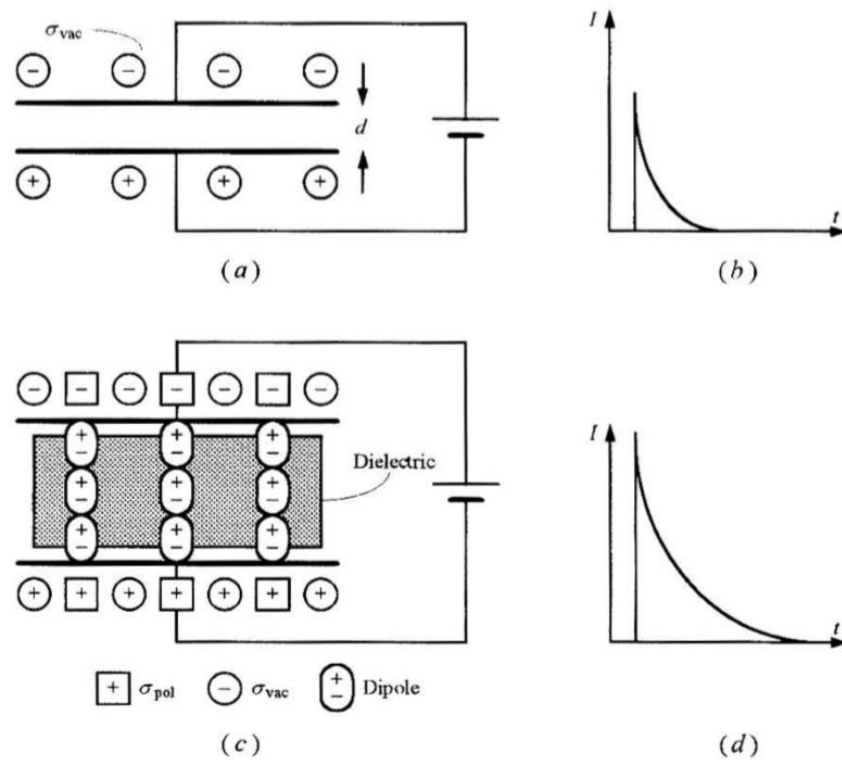 σvac
− − − −
d
+ + + +
(a)
I
t
(b)
− − − − − − −
+ + +
− − −
Dielectric
+ + +
− − −
+ + +
− − −
+ + + + + + +
+ σpol − σvac + − Dipole
(c)
I
t
(d)